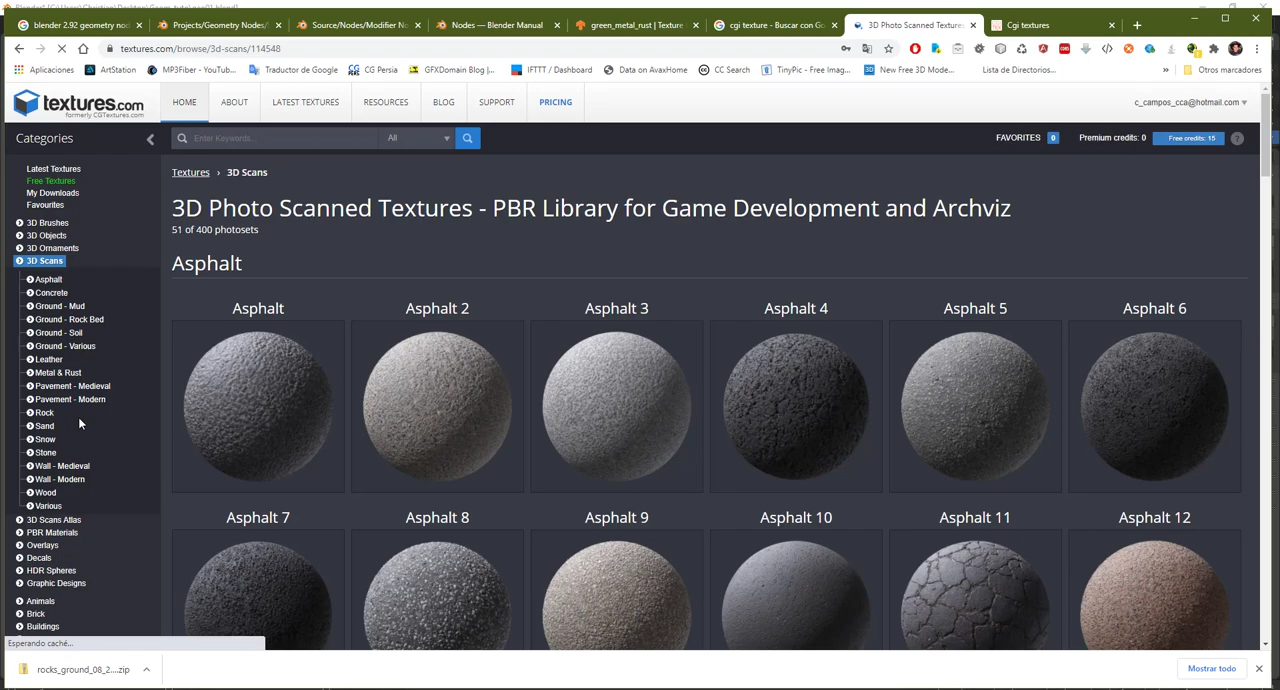 blender 2.92 geometry nod
Projects/Geometry Nodes/
Source/Nodes/Modifier No
Nodes — Blender Manual
green_metal_rust | Texture
cgi texture - Buscar con Go
3D Photo Scanned Textures
Cgi textures
textures.com/browse/3d-scans/114548
Aplicaciones
ArtStation
MP3Fiber - YouTub...
Traductor de Google
CG Persia
GFXDomain Blog |...
IFTTT / Dashboard
Data on AvaxHome
CC Search
TinyPic - Free Imag...
New Free 3D Mode...
Lista de Directorios...
»
Otros marcadores
textures.com
formerly CGTextures.com
HOME
ABOUT
LATEST TEXTURES
RESOURCES
BLOG
SUPPORT
PRICING
c_campos_cca@hotmail.com
Categories
Enter Keywords...
All
FAVORITES 0
Premium credits: 0
Free credits: 15
?
Latest Textures
Free Textures
My Downloads
Favourites
3D Brushes
3D Objects
3D Ornaments
3D Scans
Asphalt
Concrete
Ground - Mud
Ground - Rock Bed
Ground - Soil
Ground - Various
Leather
Metal & Rust
Pavement - Medieval
Pavement - Modern
Rock
Sand
Snow
Stone
Wall - Medieval
Wall - Modern
Wood
Various
3D Scans Atlas
PBR Materials
Overlays
Decals
HDR Spheres
Graphic Designs
Animals
Brick
Buildings
Textures › 3D Scans
3D Photo Scanned Textures - PBR Library for Game Development and Archviz
51 of 400 photosets
Asphalt
Asphalt
Asphalt 2
Asphalt 3
Asphalt 4
Asphalt 5
Asphalt 6
Asphalt 7
Asphalt 8
Asphalt 9
Asphalt 10
Asphalt 11
Asphalt 12
Esperando caché...
rocks_ground_08_2....zip
Mostrar todo